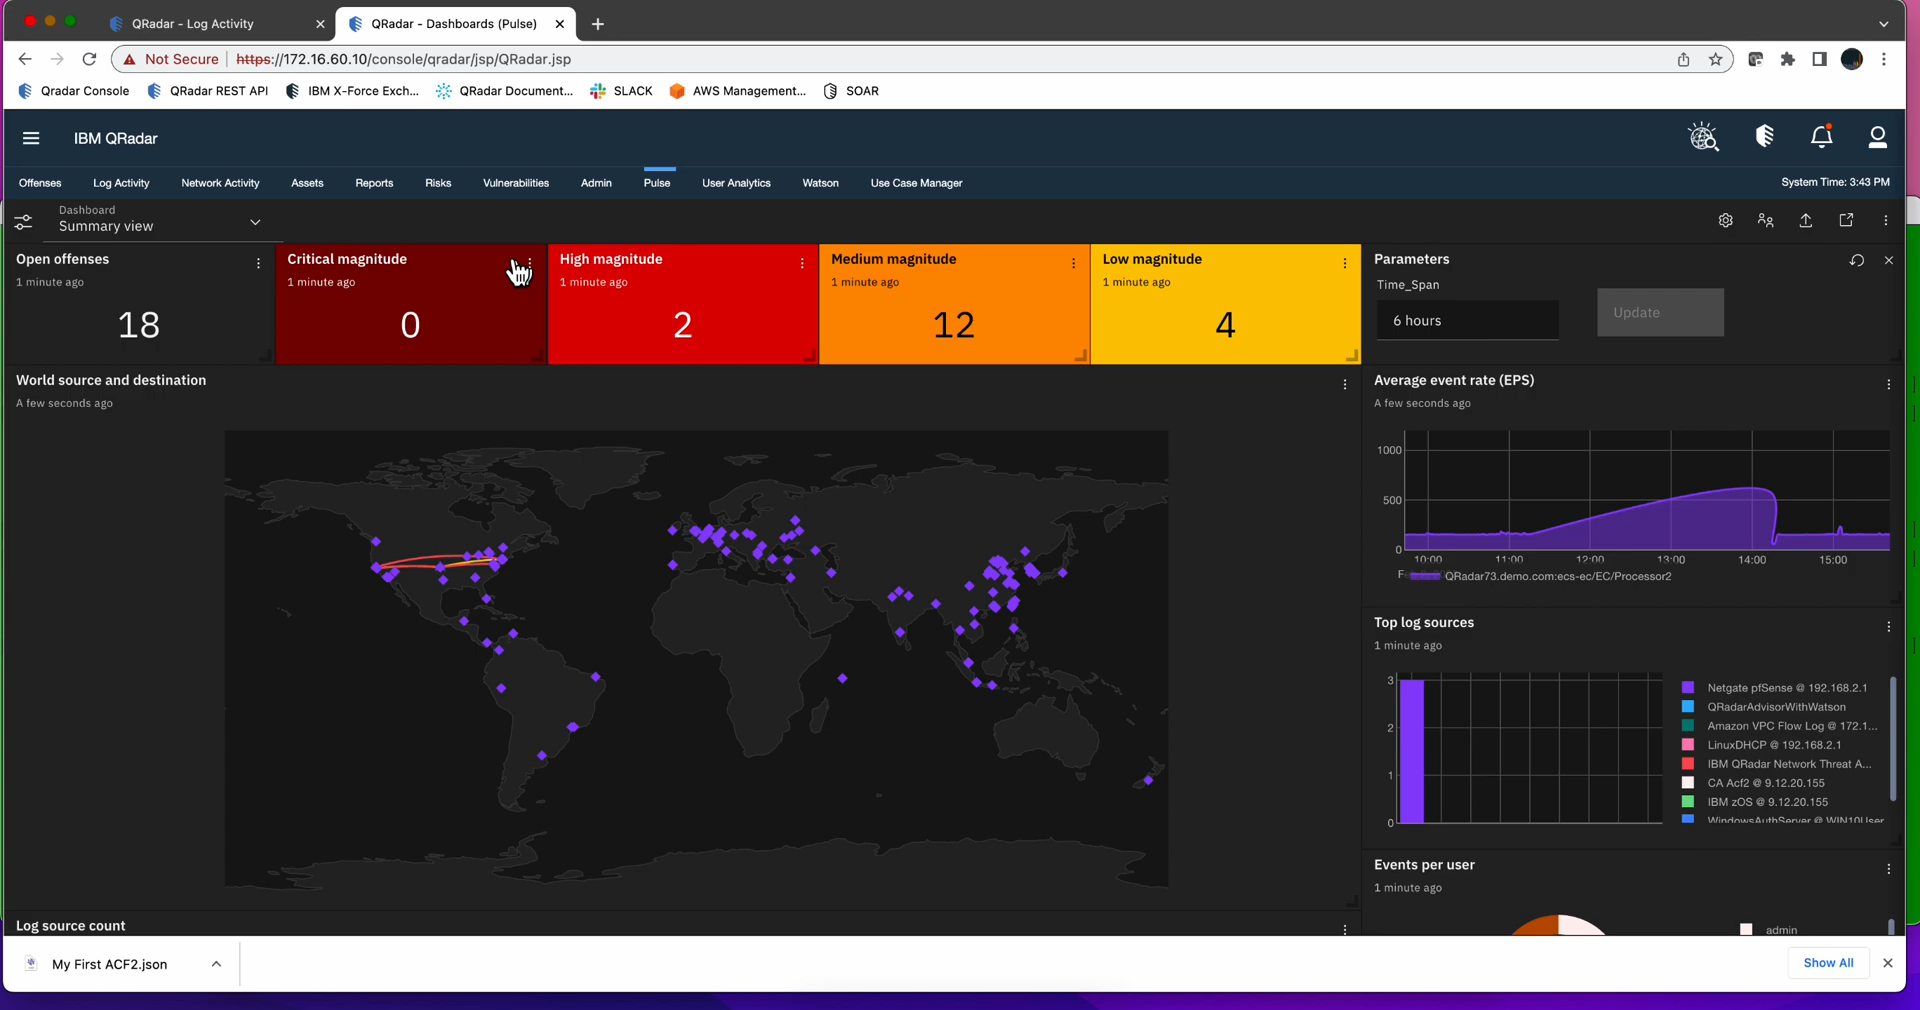 QRadar - Log Activity
QRadar - Dashboards (Pulse)
Not Secure | https://172.16.60.10/console/qradar/jsp/QRadar.jsp
Qradar Console
QRadar REST API
IBM X-Force Exch...
QRadar Document...
SLACK
AWS Management...
SOAR
IBM QRadar
Offenses
Log Activity
Network Activity
Assets
Reports
Risks
Vulnerabilities
Admin
Pulse
User Analytics
Watson
Use Case Manager
System Time: 3:43 PM
Dashboard
Summary view
Open offenses
1 minute ago
18
Critical magnitude
1 minute ago
0
High magnitude
1 minute ago
2
Medium magnitude
1 minute ago
12
Low magnitude
1 minute ago
4
Parameters
Time_Span
6 hours
Update
World source and destination
A few seconds ago
Average event rate (EPS)
A few seconds ago
1000
500
0
10:00 11:00 12:00 13:00 14:00 15:00
QRadar73.demo.com:ecs-ec/EC/Processor2
Top log sources
1 minute ago
3
2
1
0
Netgate pfSense @ 192.168.2.1
QRadarAdvisorWithWatson
Amazon VPC Flow Log @ 172.1...
LinuxDHCP @ 192.168.2.1
IBM QRadar Network Threat A...
CA Acf2 @ 9.12.20.155
IBM zOS @ 9.12.20.155
WindowsAuthServer @ WIN10User
Events per user
1 minute ago
admin
Log source count
My First ACF2.json
Show All